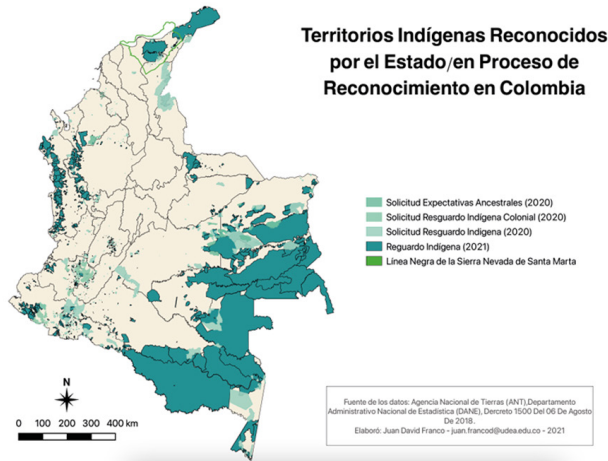 Territorios Indígenas Reconocidos
por el Estado/en Proceso de
Reconocimiento en Colombia
Solicitud Expectativas Ancestrales (2020)
Solicitud Resguardo Indígena Colonial (2020)
Solicitud Resguardo Indígena (2020)
Reguardo Indígena (2021)
Línea Negra de la Sierra Nevada de Santa Marta
N
0 100 200 300 400 km
Fuente de los datos: Agencia Nacional de Tierras (ANT),Departamento
Administrativo Nacional de Estadística (DANE), Dercreto 1500 Del 06 De Agosto
De 2018.
Elaboró: Juan David Franco - juan.francod@udea.edu.co - 2021